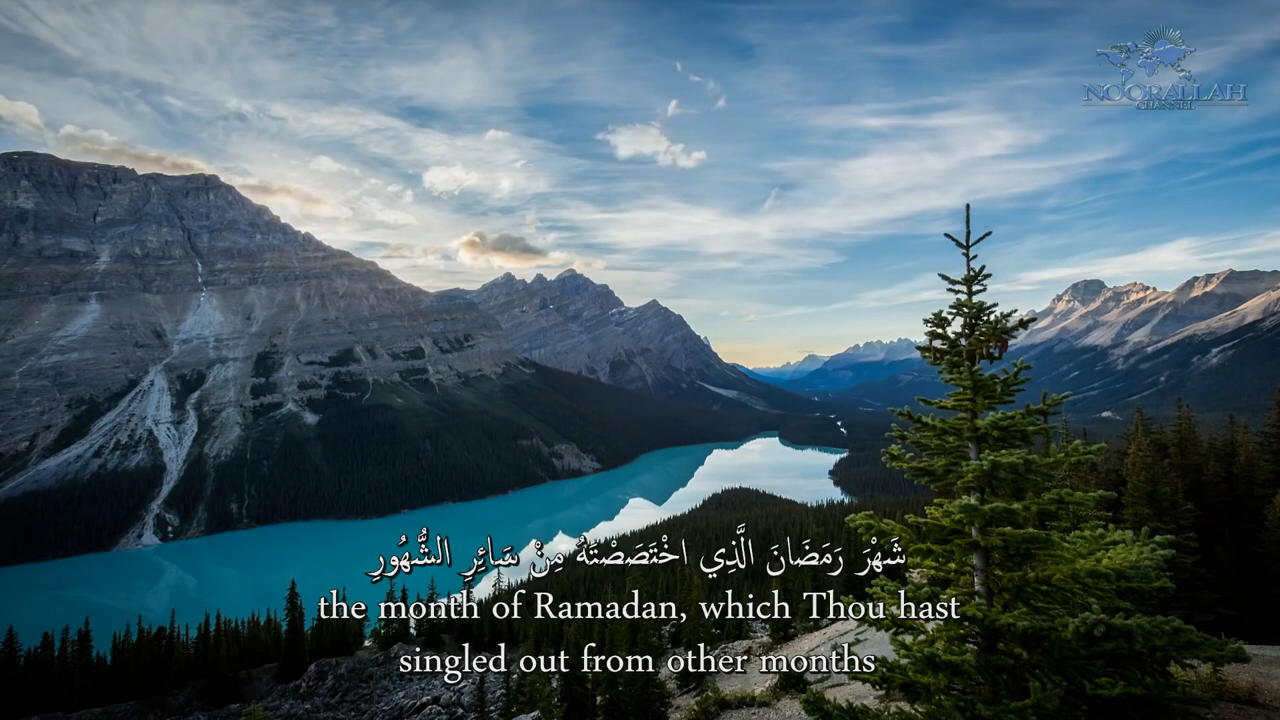 NOORALLAH
CHANNEL
شَهْرَ رَمَضَانَ الَّذِي اخْتَصَصْتَهُ مِنْ سَائِرِ الشُّهُورِ
the month of Ramadan, which Thou hast
singled out from other months